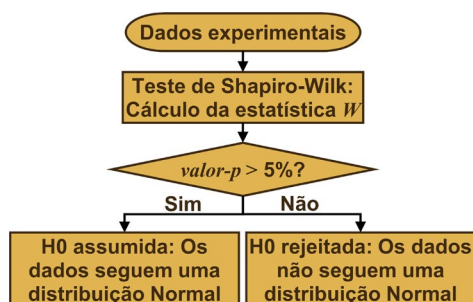 Dados experimentais
Teste de Shapiro-Wilk:
Cálculo da estatística W
valor-p > 5%?
Sim
Não
H0 assumida: Os
dados seguem uma
distribuição Normal
H0 rejeitada: Os dados
não seguem uma
distribuição Normal